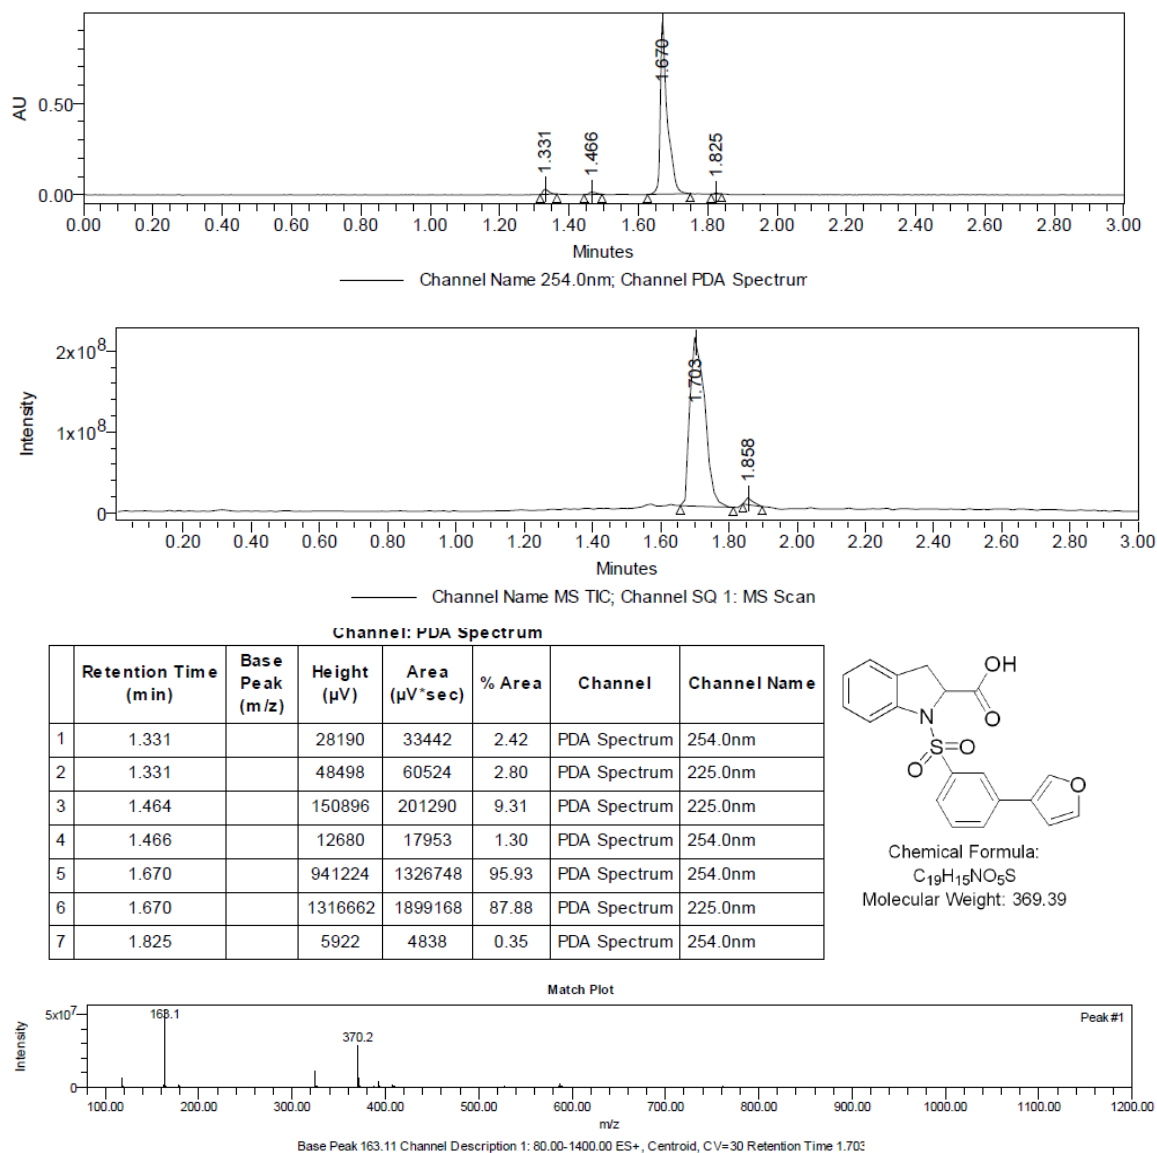 1.670
1.331
1.466
1.825
AU
0.50
0.00
0.00 0.20 0.40 0.60 0.80 1.00 1.20 1.40 1.60 1.80 2.00 2.20 2.40 2.60 2.80 3.00
Minutes
Channel Name 254.0nm; Channel PDA Spectrum
2x10⁸
1x10⁸
0
Intensity
1.703
1.858
0.20 0.40 0.60 0.80 1.00 1.20 1.40 1.60 1.80 2.00 2.20 2.40 2.60 2.80 3.00
Minutes
Channel Name MS TIC; Channel SQ 1: MS Scan
Channel: PDA Spectrum
Retention Time (min) Base Peak (m/z) Height (µV) Area (µV*sec) % Area Channel Channel Name
1 1.331 28190 33442 2.42 PDA Spectrum 254.0nm
2 1.331 48498 60524 2.80 PDA Spectrum 225.0nm
3 1.464 150896 201290 9.31 PDA Spectrum 225.0nm
4 1.466 12680 17953 1.30 PDA Spectrum 254.0nm
5 1.670 941224 1326748 95.93 PDA Spectrum 254.0nm
6 1.670 1316662 1899168 87.88 PDA Spectrum 225.0nm
7 1.825 5922 4838 0.35 PDA Spectrum 254.0nm
OH
O
N
S O
O
O
Chemical Formula:
C₁₉H₁₅NO₅S
Molecular Weight: 369.39
Match Plot
Peak #1
5x10⁷
0
Intensity
163.1
370.2
100.00 200.00 300.00 400.00 500.00 600.00 700.00 800.00 900.00 1000.00 1100.00 1200.00
m/z
Base Peak 163.11 Channel Description 1: 80.00-1400.00 ES+, Centroid, CV=30 Retention Time 1.703